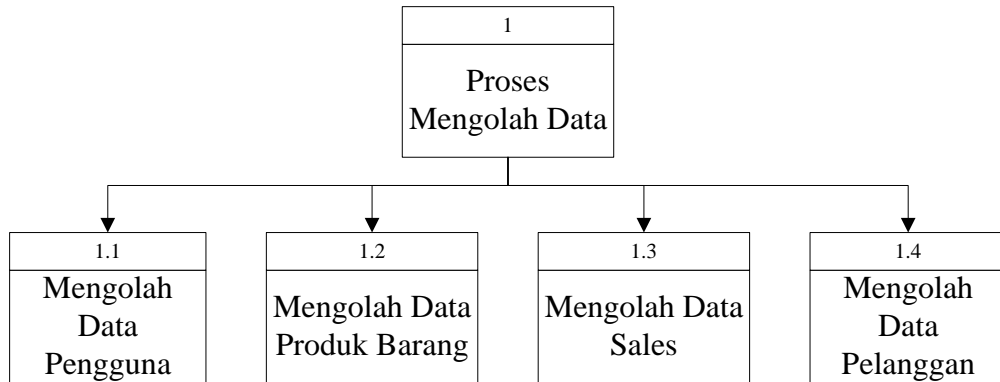 1
Proses
Mengolah Data
1.1
Mengolah
Data
Pengguna
1.2
Mengolah Data
Produk Barang
1.3
Mengolah Data
Sales
1.4
Mengolah
Data
Pelanggan